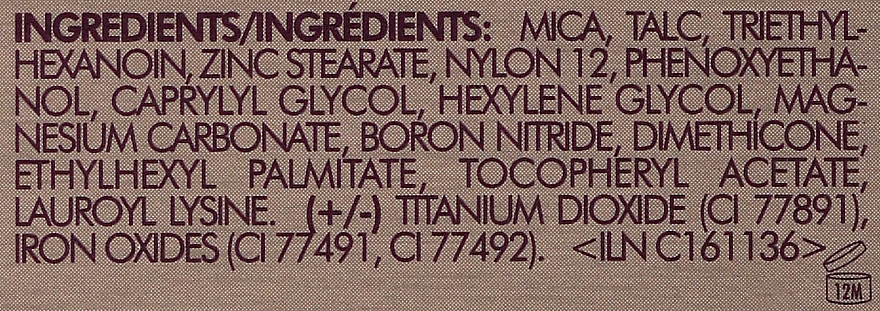 INGREDIENTS/INGRÉDIENTS: MICA, TALC, TRIETHYL-
HEXANOIN, ZINC STEARATE, NYLON 12, PHENOXYETHA-
NOL, CAPRYLYL GLYCOL, HEXYLENE GLYCOL, MAG-
NESIUM CARBONATE, BORON NITRIDE, DIMETHICONE,
ETHYLHEXYL PALMITATE, TOCOPHERYL ACETATE,
LAUROYL LYSINE. (+/-) TITANIUM DIOXIDE (CI 77891),
IRON OXIDES (CI 77491, CI 77492). <ILN C161136>
12M